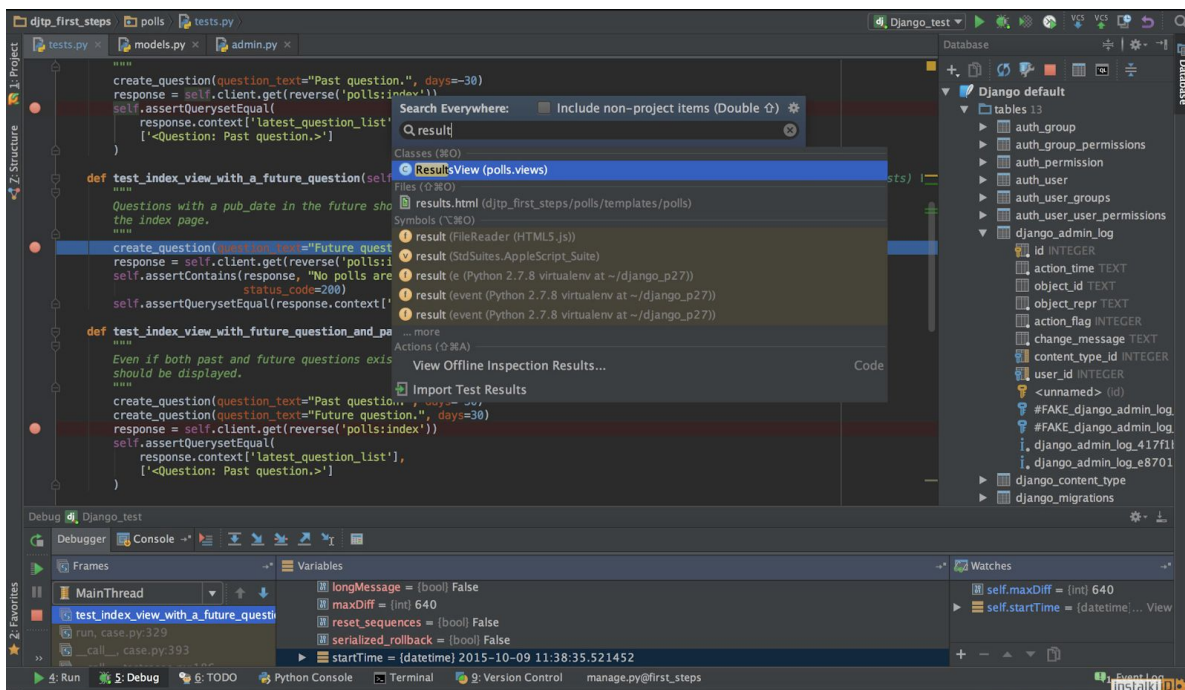 djtp_first_steps polls tests.py
Django_test
VCS VCS
tests.py × models.py × admin.py ×
1: Project
Z: Structure
2: Favorites
"""
create_question(question_text="Past question.", days=-30)
response = self.client.get(reverse('polls:index'))
self.assertQuerysetEqual(
response.context['latest_question_list'
['<Question: Past question.>']
)
def test_index_view_with_a_future_question(self
"""
Questions with a pub_date in the future sho
the index page.
"""
create_question(question_text="Future quest
response = self.client.get(reverse('polls:i
self.assertContains(response, "No polls are
status_code=200)
self.assertQuerysetEqual(response.context['
def test_index_view_with_future_question_and_pa
"""
Even if both past and future questions exis
should be displayed.
"""
create_question(question_text="Past question.", days=-30)
create_question(question_text="Future question.", days=30)
response = self.client.get(reverse('polls:index'))
self.assertQuerysetEqual(
response.context['latest_question_list'],
['<Question: Past question.>']
)
Search Everywhere: Include non-project items (Double ⇧)
result
Classes (⌘O)
ResultsView (polls.views)
Files (⇧⌘O)
results.html (djtp_first_steps/polls/templates/polls)
Symbols (⌥⌘O)
result (FileReader (HTML5.js))
result (StdSuites.AppleScript_Suite)
result (e (Python 2.7.8 virtualenv at ~/django_p27))
result (event (Python 2.7.8 virtualenv at ~/django_p27))
result (event (Python 2.7.8 virtualenv at ~/django_p27))
... more
Actions (⇧⌘A)
View Offline Inspection Results... Code
Import Test Results
Database
Database
Django default
tables 13
auth_group
auth_group_permissions
auth_permission
auth_user
auth_user_groups
auth_user_user_permissions
django_admin_log
id INTEGER
action_time TEXT
object_id TEXT
object_repr TEXT
action_flag INTEGER
change_message TEXT
content_type_id INTEGER
user_id INTEGER
<unnamed> (id)
#FAKE_django_admin_log_
#FAKE_django_admin_log_
django_admin_log_417f1
django_admin_log_e8701
django_content_type
django_migrations
Debug Django_test
Debugger Console
Frames
MainThread
test_index_view_with_a_future_questi
run, case.py:329
__call__, case.py:393
Variables
longMessage = {bool} False
maxDiff = {int} 640
reset_sequences = {bool} False
serialized_rollback = {bool} False
startTime = {datetime} 2015-10-09 11:38:35.521452
Watches
self.maxDiff = {int} 640
self.startTime = {datetime}... View
4: Run 5: Debug 6: TODO Python Console Terminal 9: Version Control manage.py@first_steps Event Log
instalki